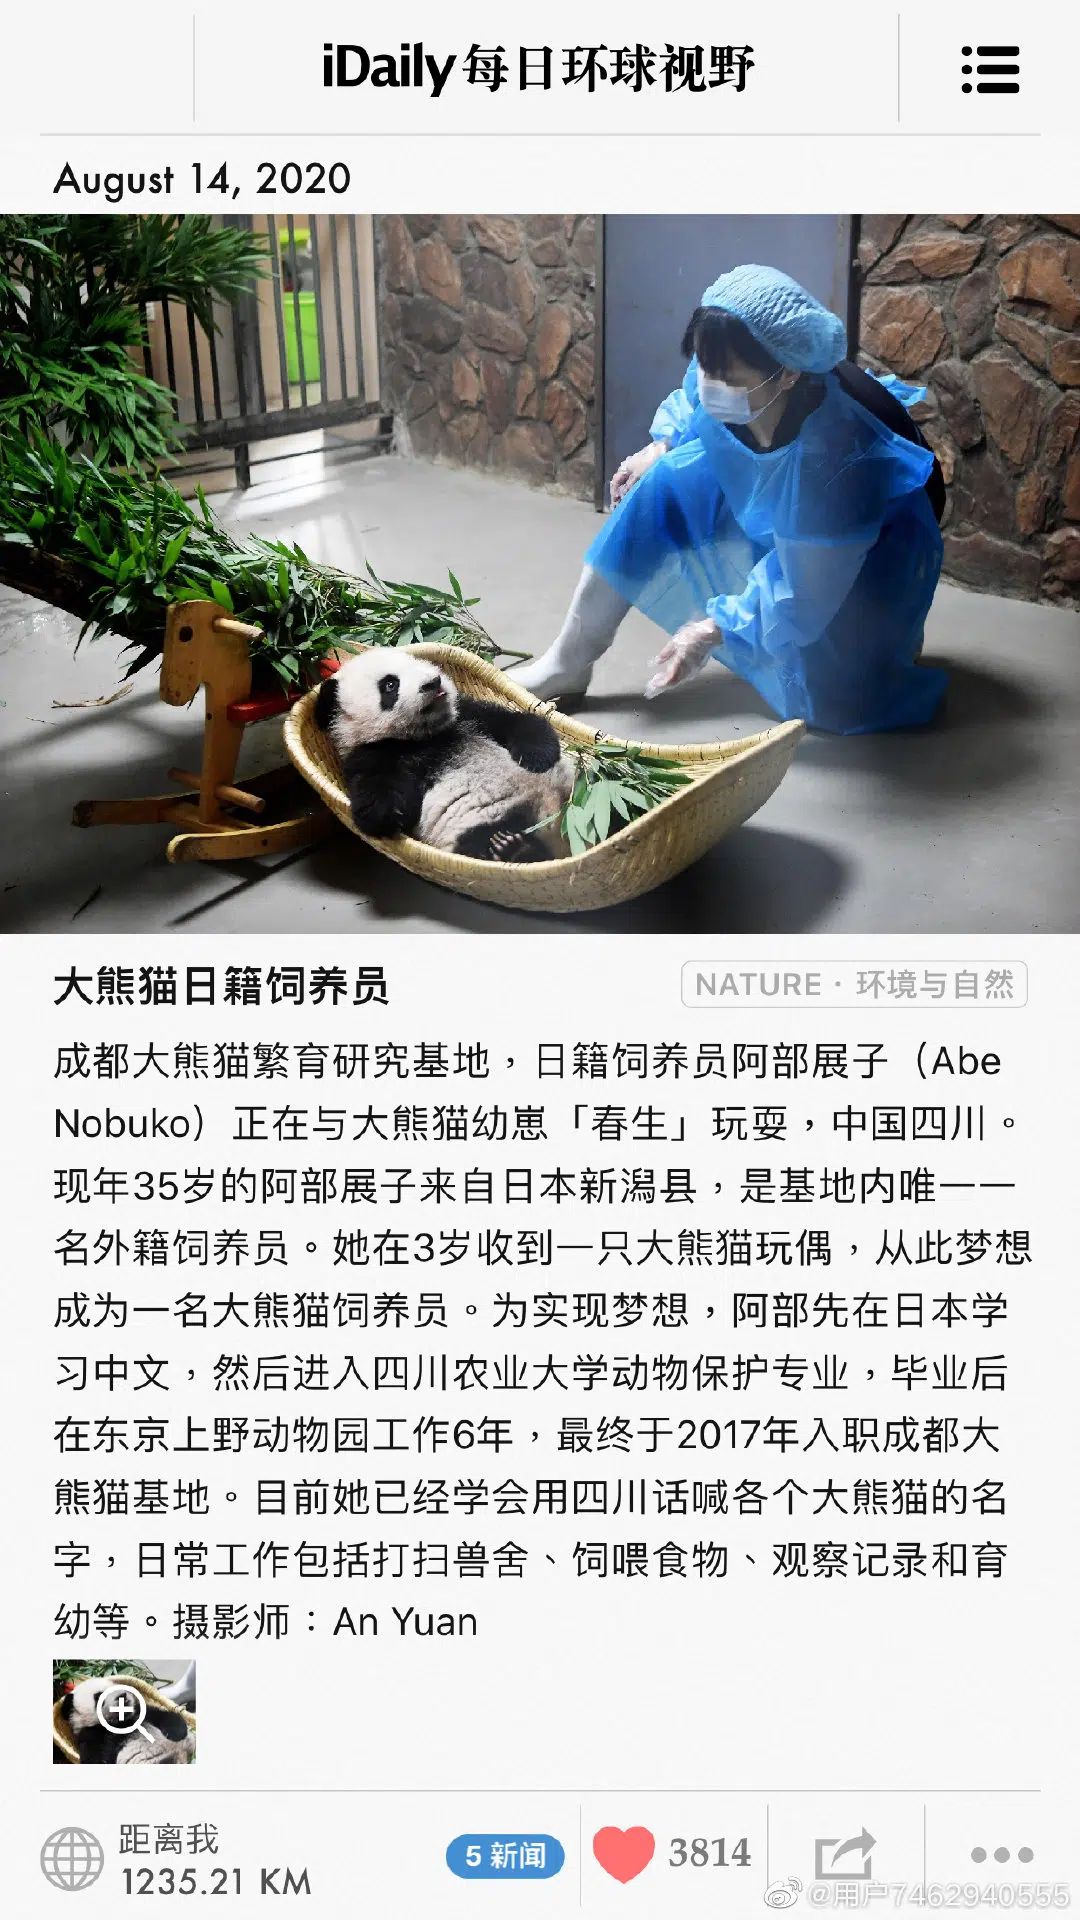 iDaily 每日环球视野
August 14, 2020
大熊猫日籍饲养员
NATURE · 环境与自然
成都大熊猫繁育研究基地，日籍饲养员阿部展子（Abe
Nobuko）正在与大熊猫幼崽「春生」玩耍，中国四川。
现年35岁的阿部展子来自日本新潟县，是基地内唯一一
名外籍饲养员。她在3岁收到一只大熊猫玩偶，从此梦想
成为一名大熊猫饲养员。为实现梦想，阿部先在日本学
习中文，然后进入四川农业大学动物保护专业，毕业后
在东京上野动物园工作6年，最终于2017年入职成都大
熊猫基地。目前她已经学会用四川话喊各个大熊猫的名
字，日常工作包括打扫兽舍、饲喂食物、观察记录和育
幼等。摄影师：An Yuan
距离我
1235.21 KM
5 新闻
3814
@用户7462940555